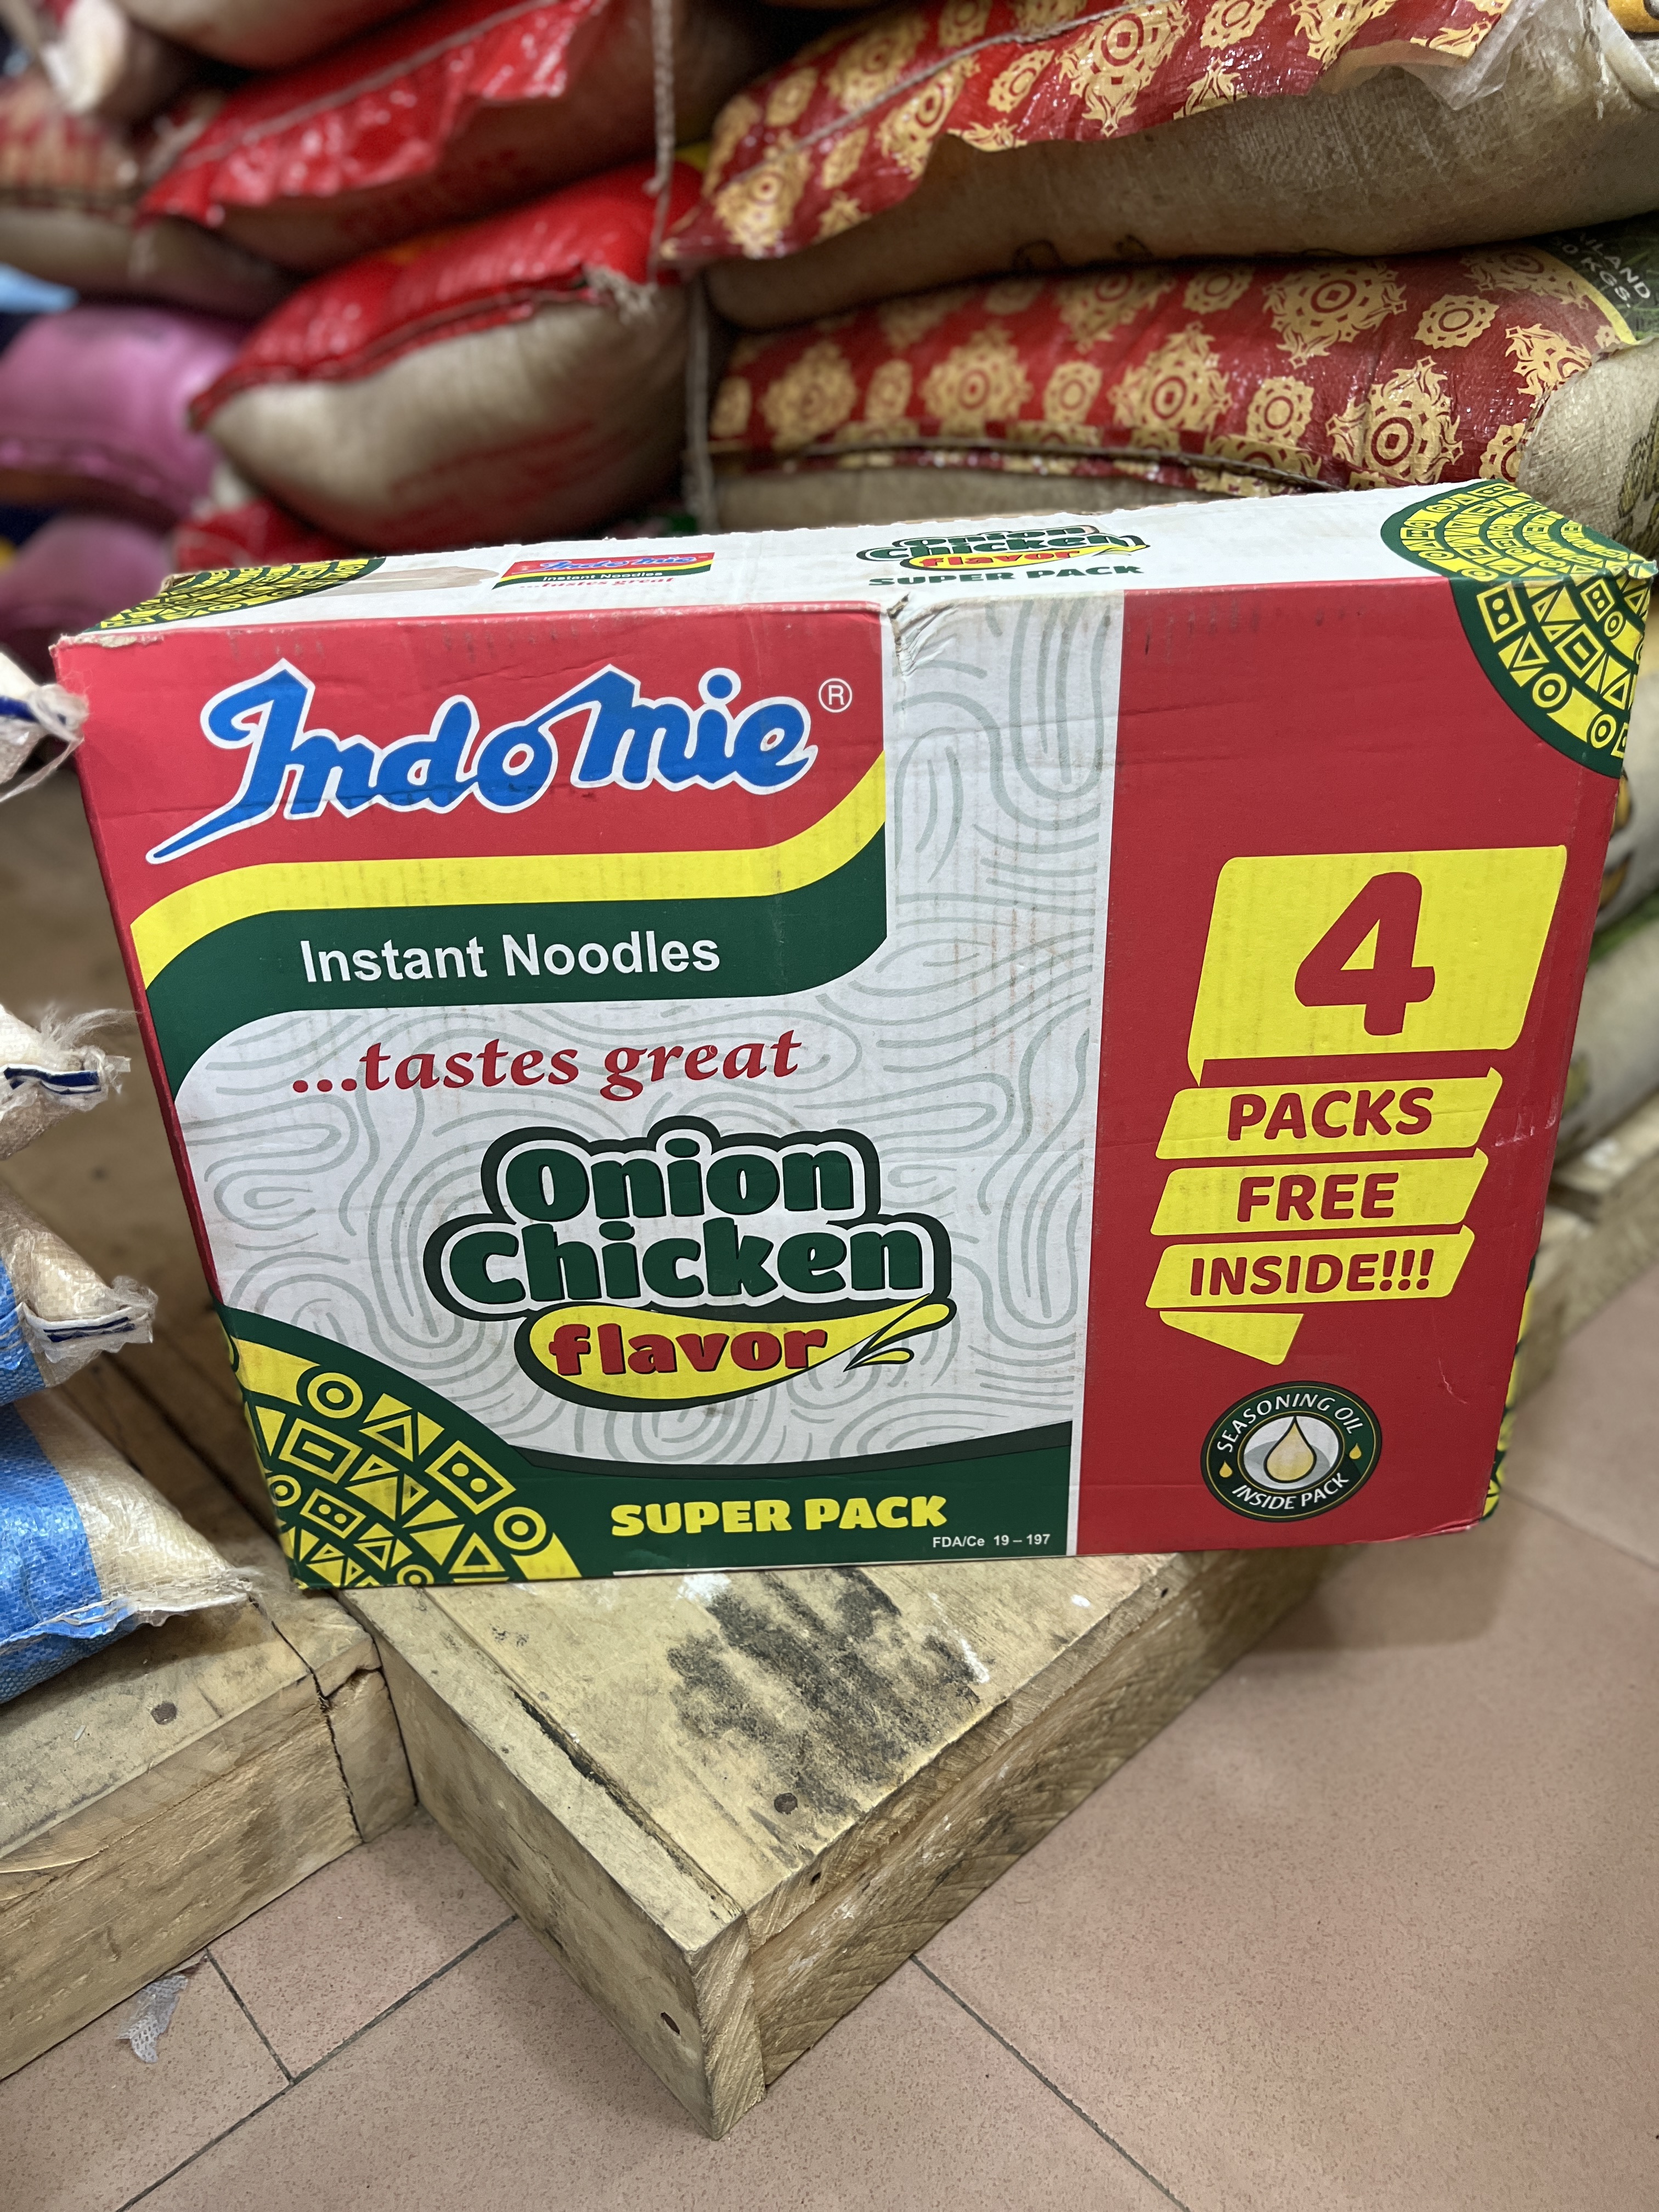 IndoMie
Instant Noodles
...tastes great
Onion
Chicken
flavor
SUPER PACK
IndoMie®
Instant Noodles
...tastes great
Onion
Chicken
flavor
SUPER PACK
FDA/Ce 19 – 197
4
PACKS
FREE
INSIDE!!!
SEASONING OIL
INSIDE PACK